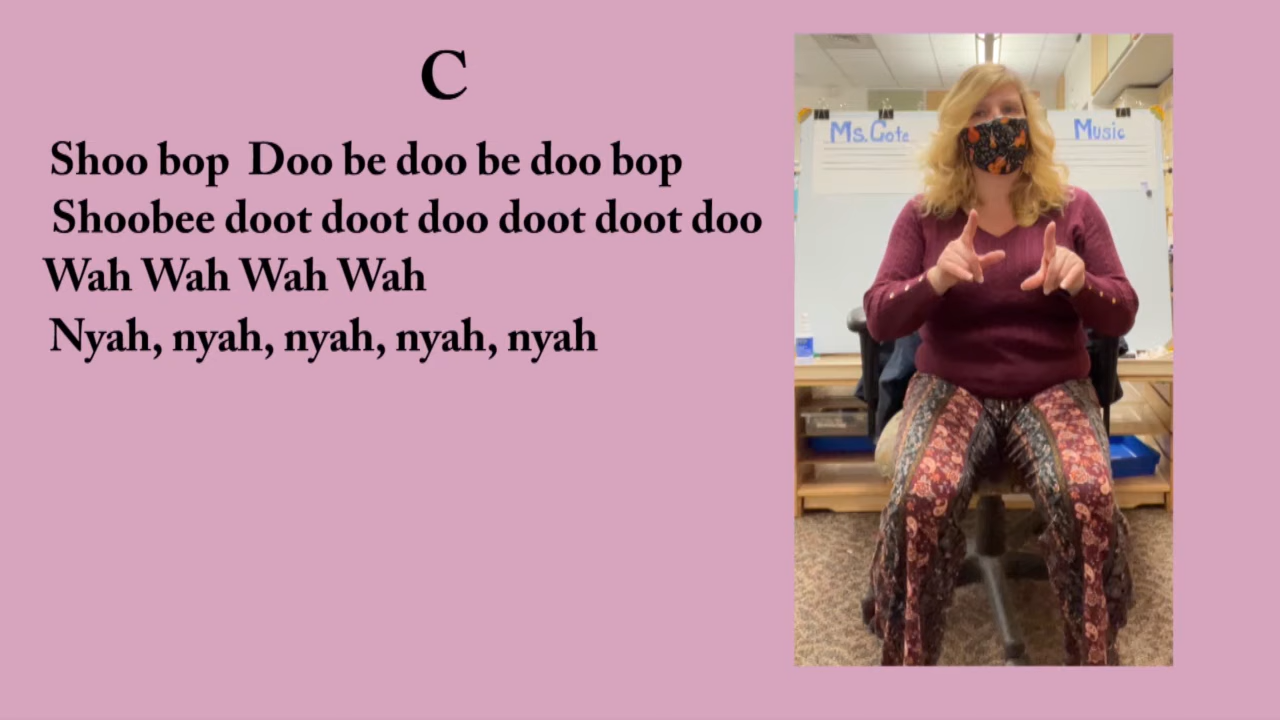 C
Shoo bop Doo be doo be doo bop
Shoobee doot doot doo doot doot doo
Wah Wah Wah Wah
Nyah, nyah, nyah, nyah, nyah
Ms. Cote Music